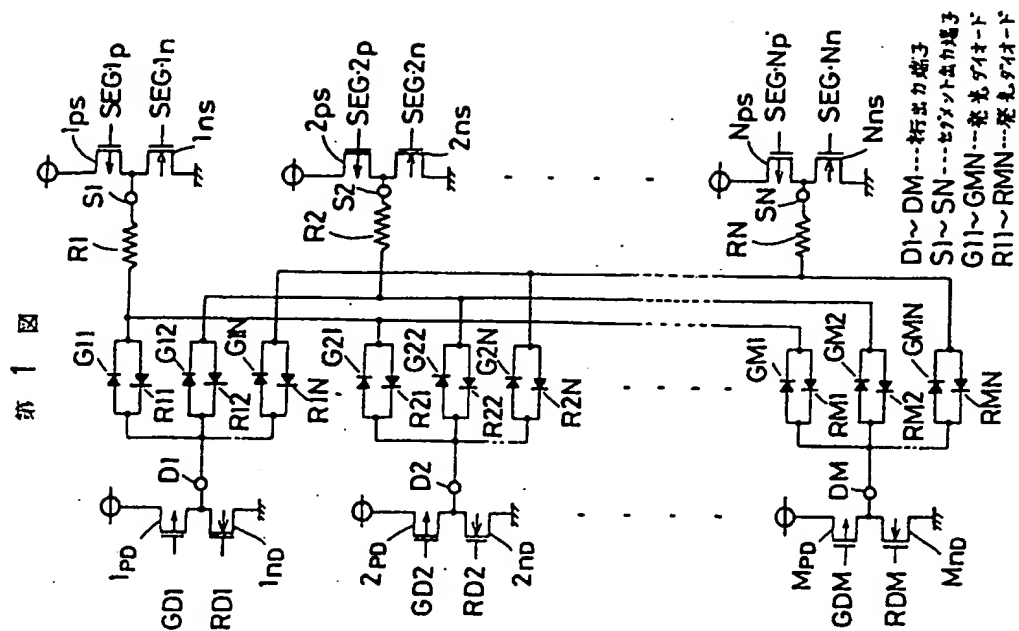 第 1 図
1ps
SEG·1p
SEG·1n
1ns
S1
R1
G11
R11
G12
R12
G1N
R1N
D1
1PD
GD1
RD1
1nD
2ps
SEG·2p
SEG·2n
2ns
S2
R2
G21
R21
G22
R22
G2N
R2N
D2
2PD
GD2
RD2
2nD
Nps
SEG·Np
SEG·Nn
Nns
SN
RN
GM1
RM1
GM2
RM2
GMN
RMN
DM
MPD
GDM
RDM
MnD
D1~DM----桁出力端子
S1~SN----セグメント出力端子
G11~GMN---発光ダイオード
R11~RMN---発光ダイオード